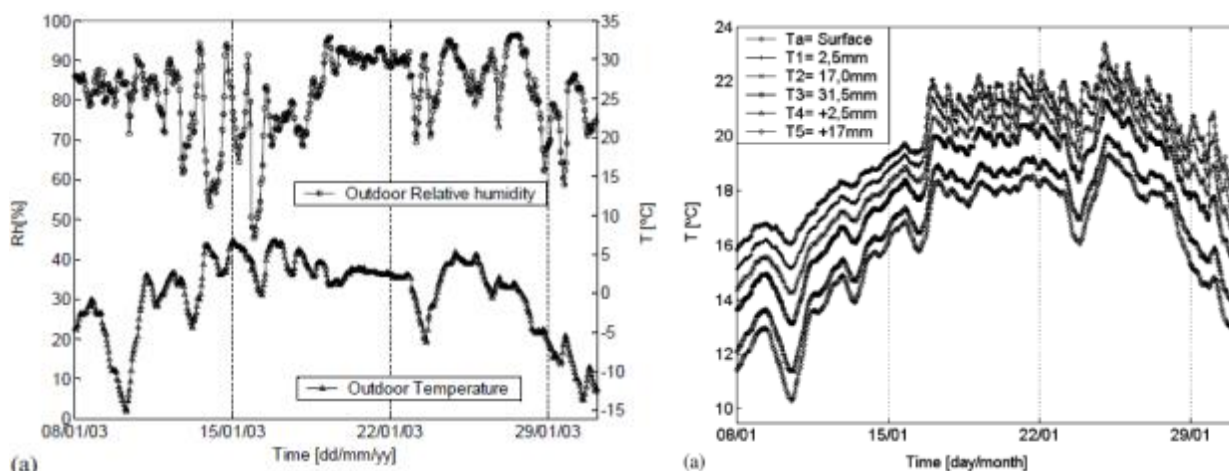 100
90
80
70
60
50
40
30
20
10
0
Rh[%]
35
30
25
20
15
10
5
0
-5
-10
-15
T [ºC]
Outdoor Relative humidity
Outdoor Temperature
08/01/03
15/01/03
22/01/03
29/01/03
Time [dd/mm/yy]
(a)
24
22
20
18
16
14
12
10
T [ºC]
Ta= Surface
T1= 2,5mm
T2= 17,0mm
T3= 31,5mm
T4= +2,5mm
T5= +17mm
08/01
15/01
22/01
29/01
Time [day/month]
(a)